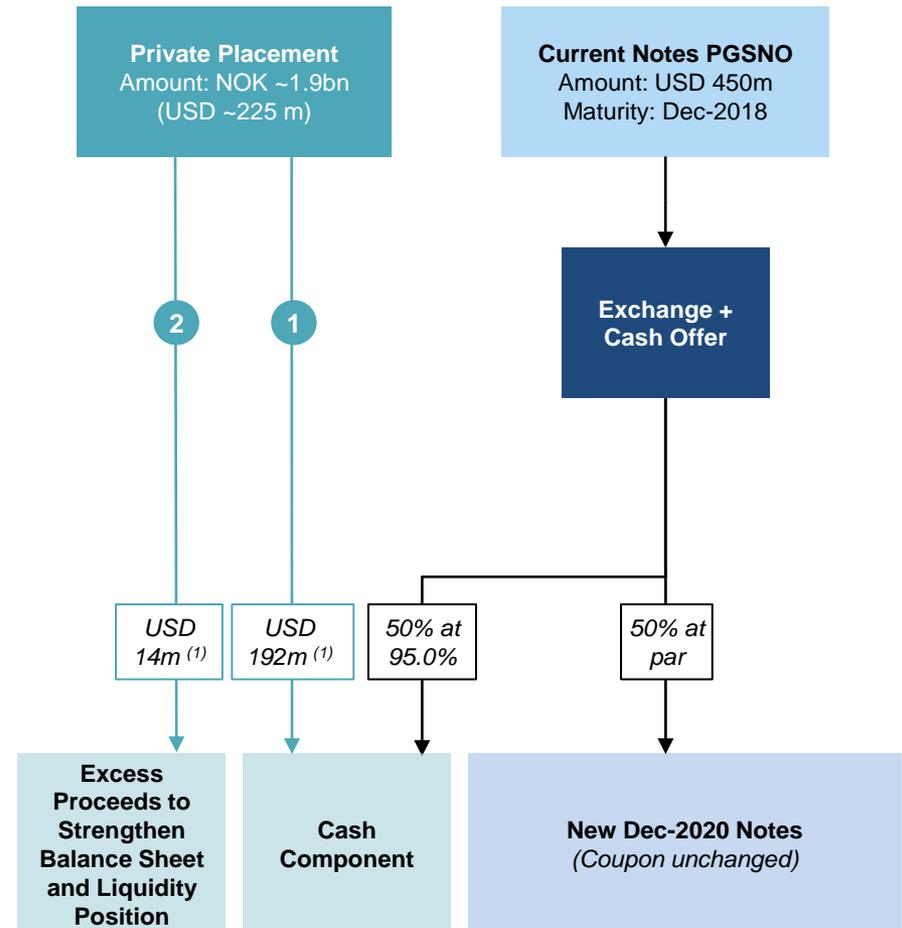 Private Placement
Amount: NOK ~1.9bn
(USD ~225 m)
Current Notes PGSNO
Amount: USD 450m
Maturity: Dec-2018
Exchange +
Cash Offer
2
1
USD
14m (1)
USD
192m (1)
50% at
95.0%
50% at
par
Excess
Proceeds to
Strengthen
Balance Sheet
and Liquidity
Position
Cash
Component
New Dec-2020 Notes
(Coupon unchanged)